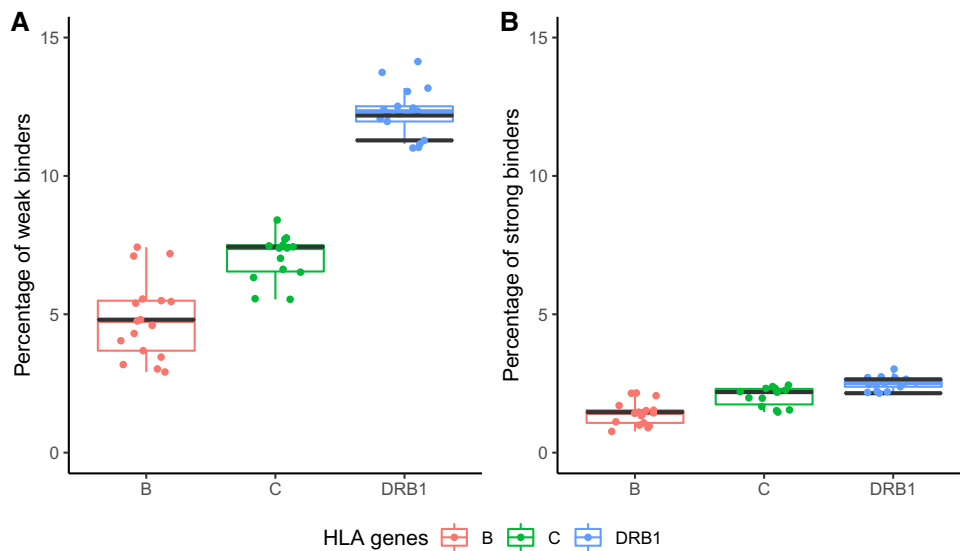 A
B
Percentage of weak binders
15
10
5
0
B
C
DRB1
Percentage of strong binders
15
10
5
0
B
C
DRB1
HLA genes
B
C
DRB1